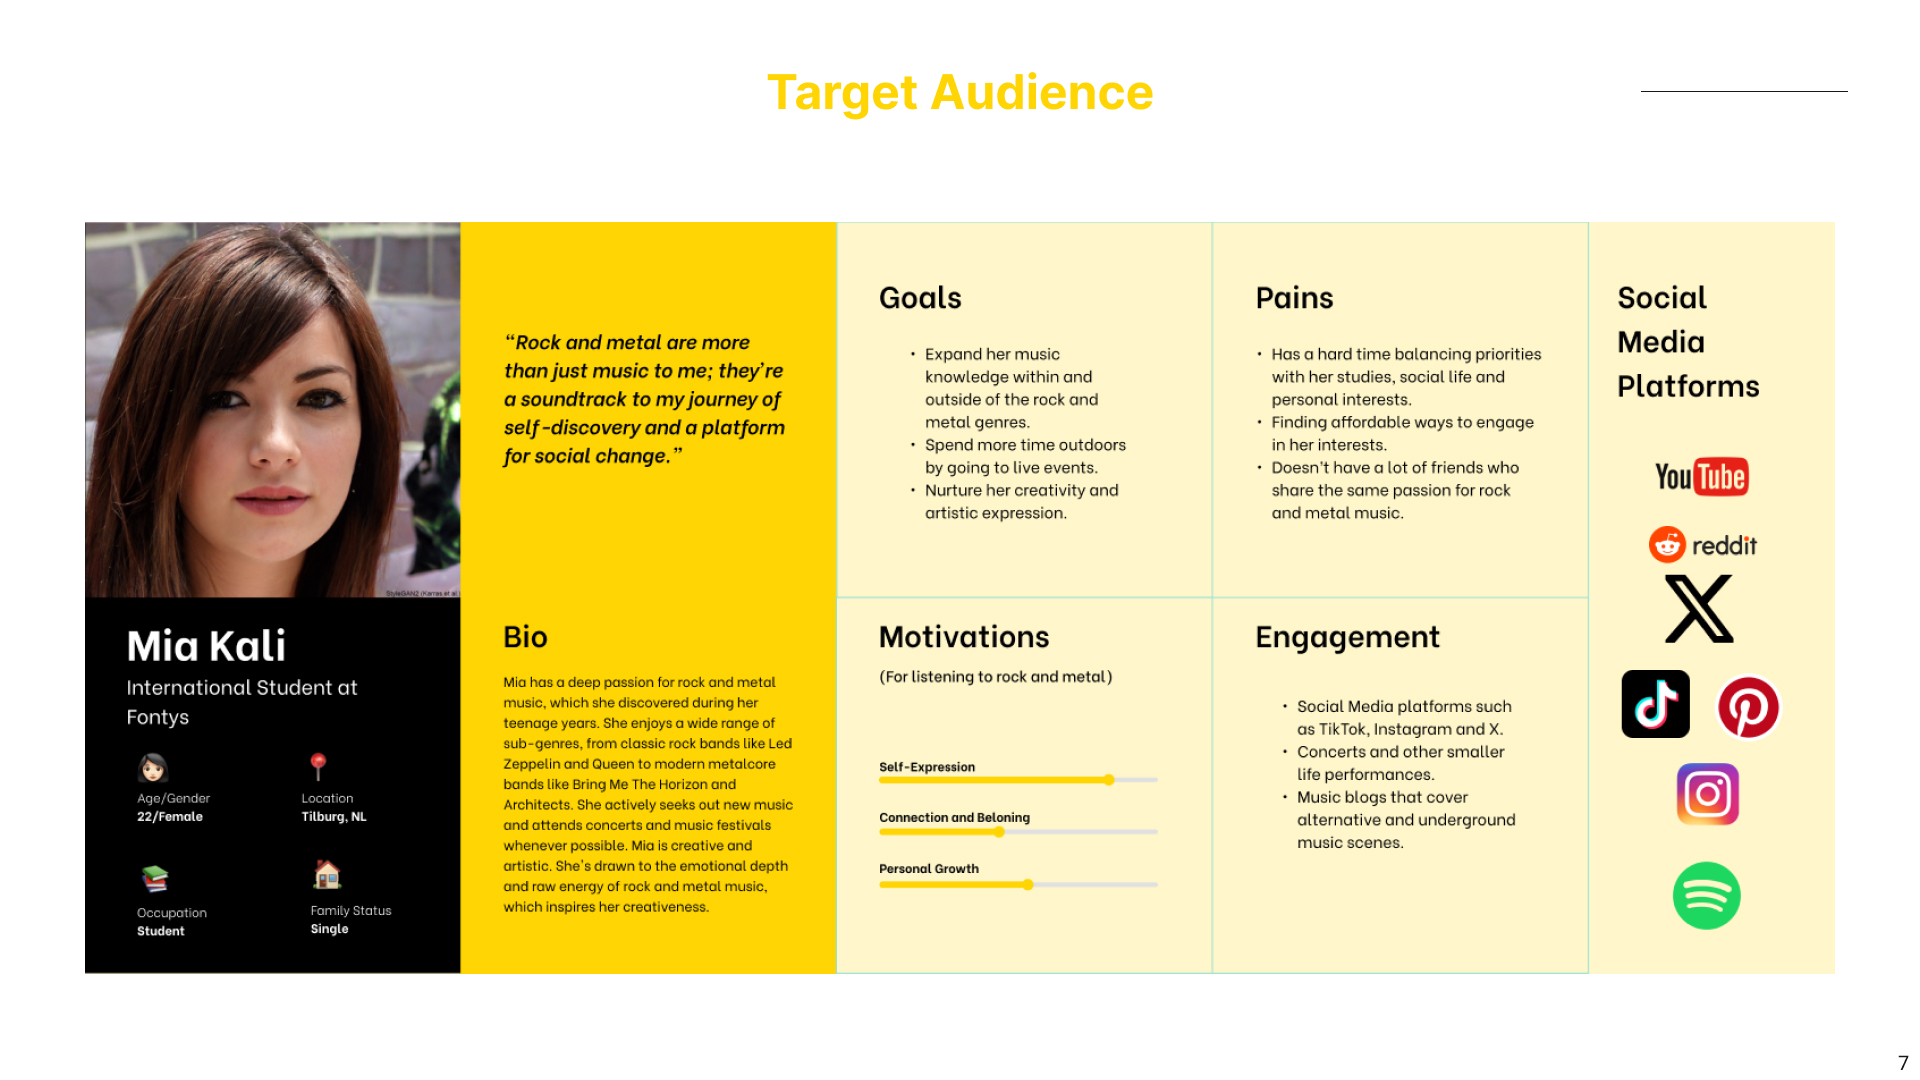 Target Audience
StyleGAN2 (Karras et al.
Mia Kali
International Student at
Fontys
Age/Gender
22/Female
Location
Tilburg, NL
Occupation
Student
Family Status
Single
“Rock and metal are more
than just music to me; they’re
a soundtrack to my journey of
self-discovery and a platform
for social change.”
Bio
Mia has a deep passion for rock and metal
music, which she discovered during her
teenage years. She enjoys a wide range of
sub-genres, from classic rock bands like Led
Zeppelin and Queen to modern metalcore
bands like Bring Me The Horizon and
Architects. She actively seeks out new music
and attends concerts and music festivals
whenever possible. Mia is creative and
artistic. She's drawn to the emotional depth
and raw energy of rock and metal music,
which inspires her creativeness.
Goals
• Expand her music
knowledge within and
outside of the rock and
metal genres.
• Spend more time outdoors
by going to live events.
• Nurture her creativity and
artistic expression.
Pains
• Has a hard time balancing priorities
with her studies, social life and
personal interests.
• Finding affordable ways to engage
in her interests.
• Doesn't have a lot of friends who
share the same passion for rock
and metal music.
Motivations
(For listening to rock and metal)
Self-Expression
Connection and Beloning
Personal Growth
Engagement
• Social Media platforms such
as TikTok, Instagram and X.
• Concerts and other smaller
life performances.
• Music blogs that cover
alternative and underground
music scenes.
Social
Media
Platforms
YouTube
reddit
7